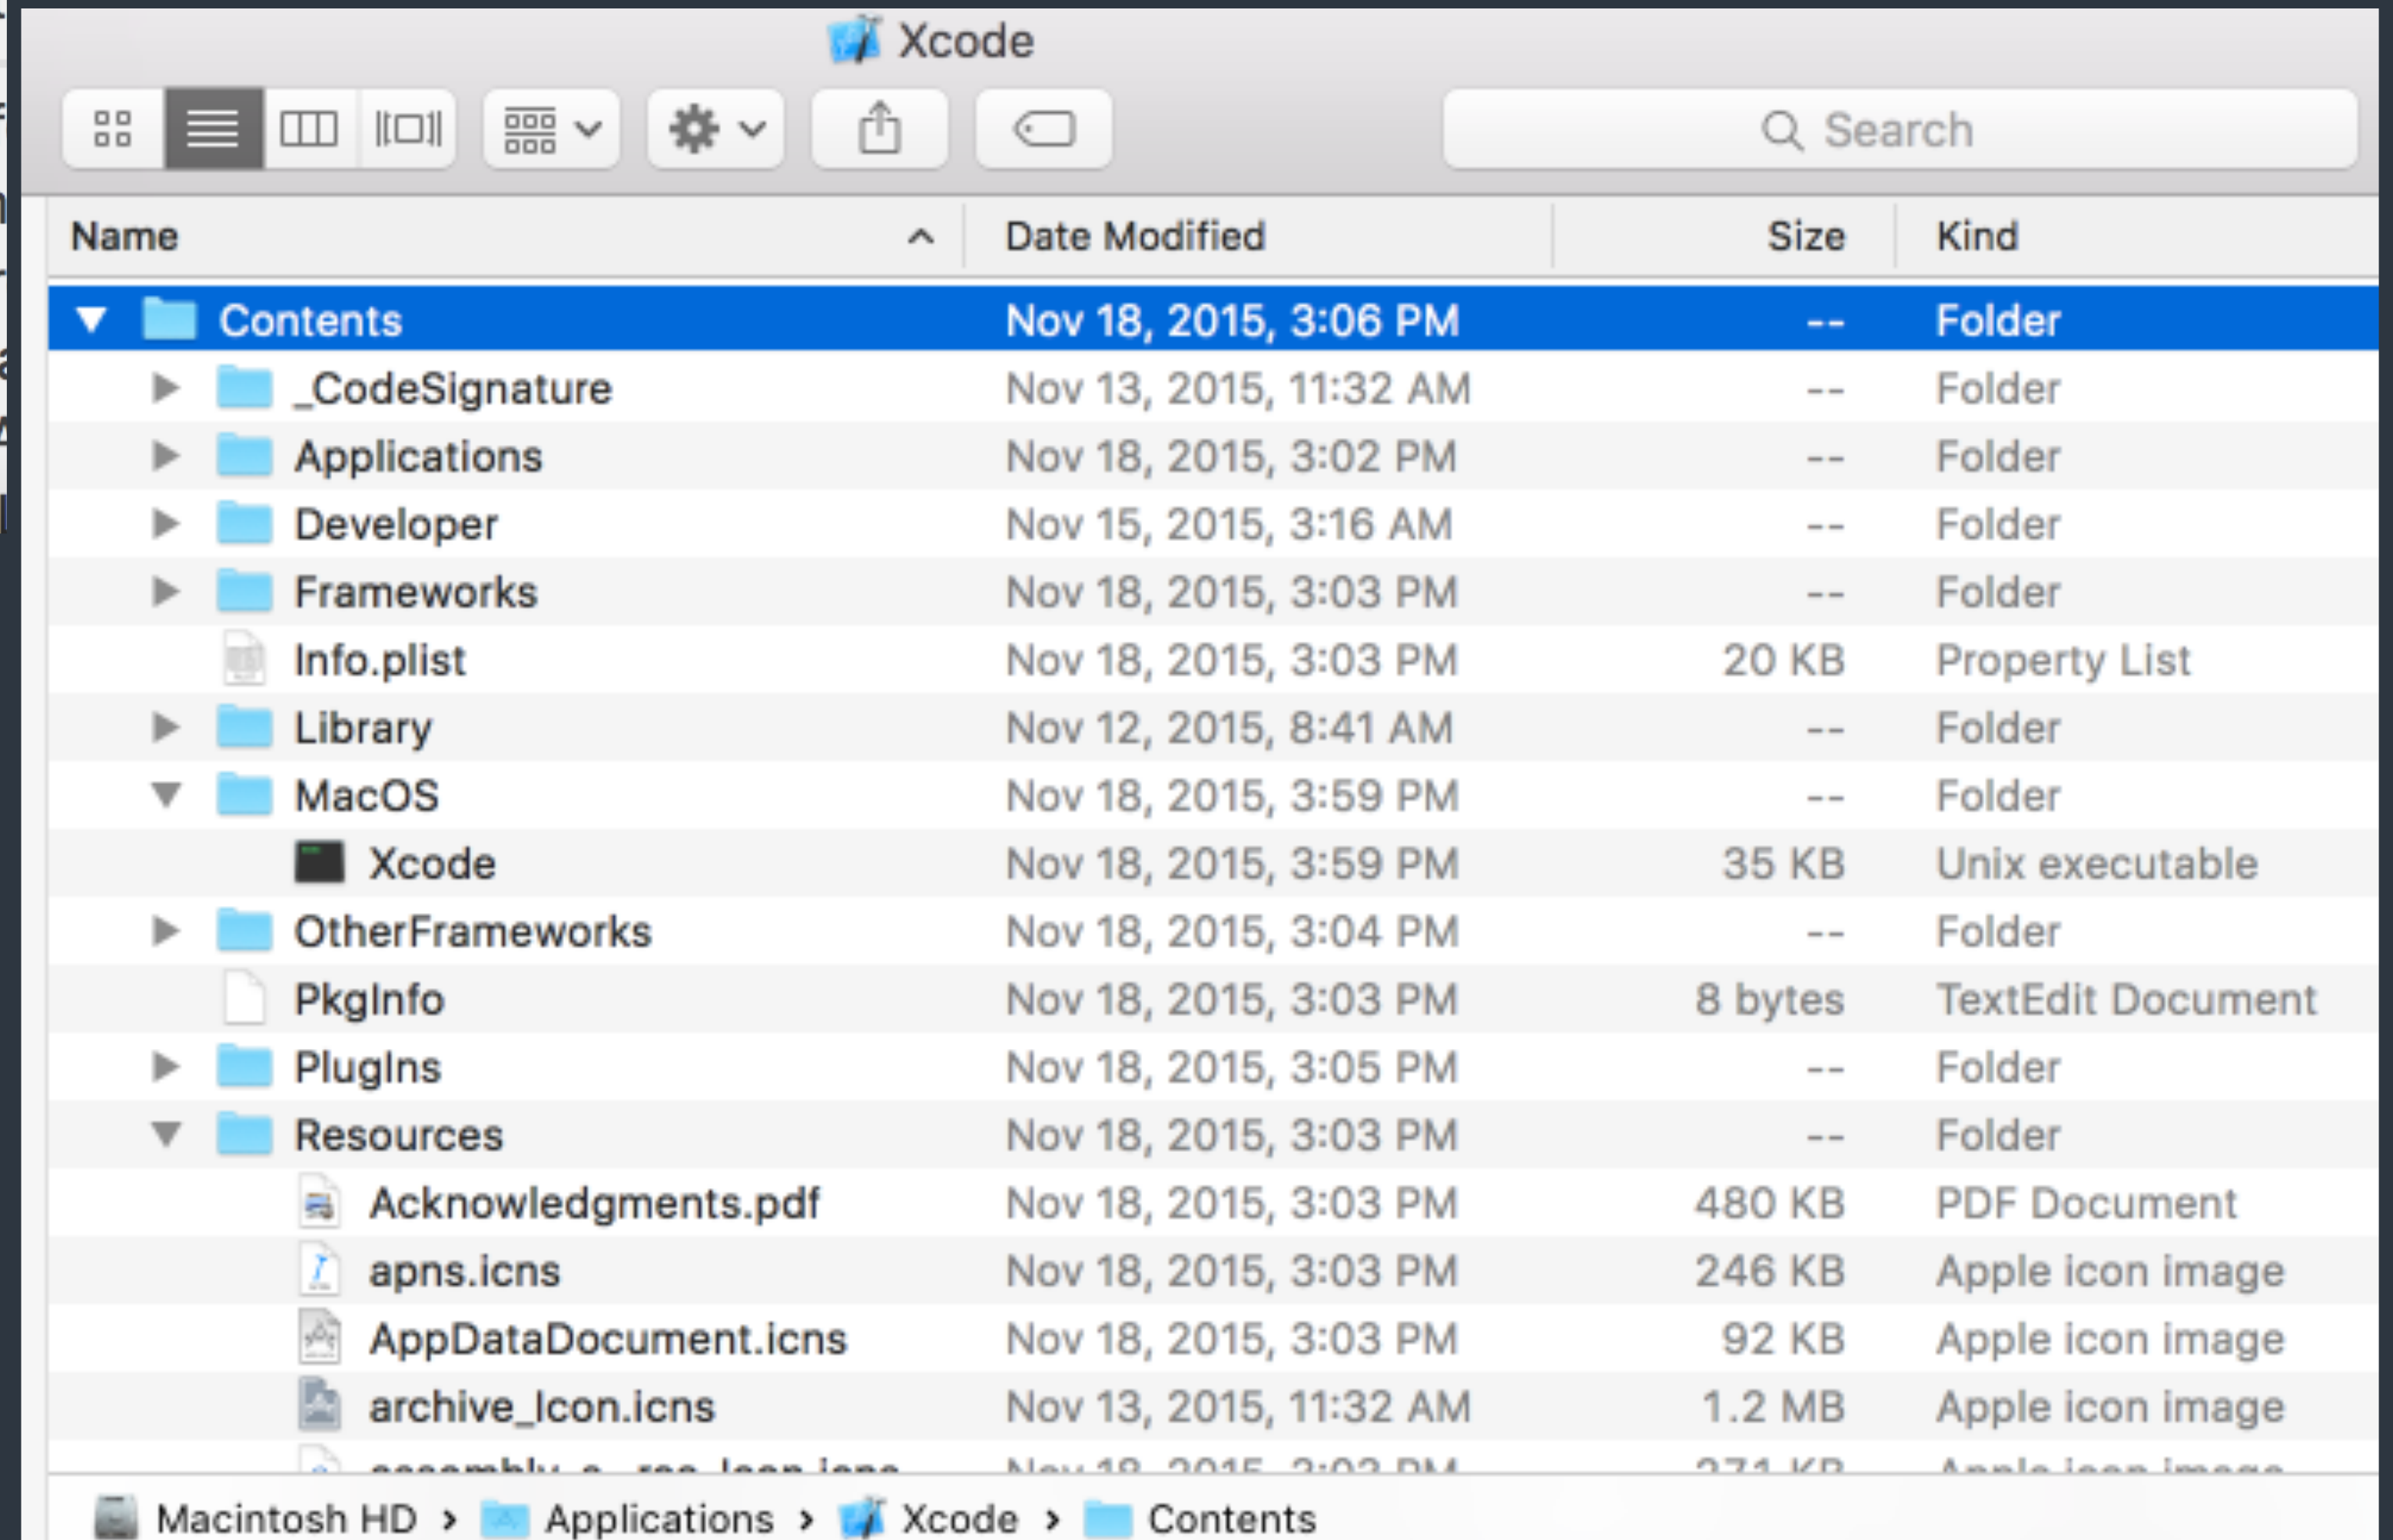 Xcode
Search
Name Date Modified Size Kind
Contents Nov 18, 2015, 3:06 PM -- Folder
_CodeSignature Nov 13, 2015, 11:32 AM -- Folder
Applications Nov 18, 2015, 3:02 PM -- Folder
Developer Nov 15, 2015, 3:16 AM -- Folder
Frameworks Nov 18, 2015, 3:03 PM -- Folder
Info.plist Nov 18, 2015, 3:03 PM 20 KB Property List
Library Nov 12, 2015, 8:41 AM -- Folder
MacOS Nov 18, 2015, 3:59 PM -- Folder
Xcode Nov 18, 2015, 3:59 PM 35 KB Unix executable
OtherFrameworks Nov 18, 2015, 3:04 PM -- Folder
PkgInfo Nov 18, 2015, 3:03 PM 8 bytes TextEdit Document
PlugIns Nov 18, 2015, 3:05 PM -- Folder
Resources Nov 18, 2015, 3:03 PM -- Folder
Acknowledgments.pdf Nov 18, 2015, 3:03 PM 480 KB PDF Document
apns.icns Nov 18, 2015, 3:03 PM 246 KB Apple icon image
AppDataDocument.icns Nov 18, 2015, 3:03 PM 92 KB Apple icon image
archive_Icon.icns Nov 13, 2015, 11:32 AM 1.2 MB Apple icon image
Macintosh HD › Applications › Xcode › Contents